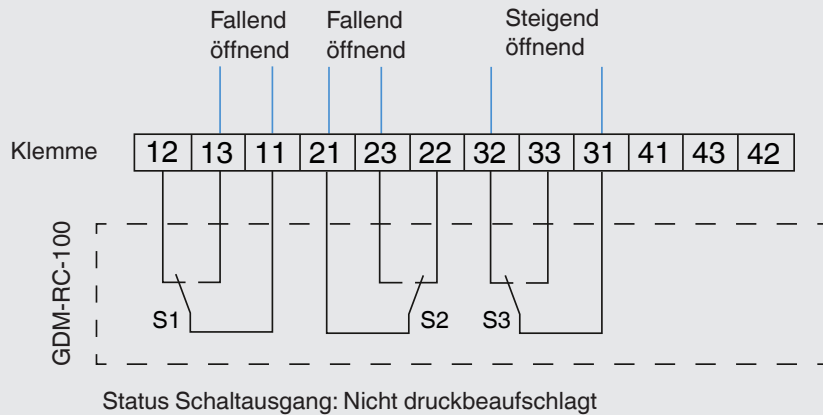 Fallend öffnend
Fallend öffnend
Steigend öffnend
Klemme 12 13 11 21 23 22 32 33 31 41 43 42
GDM-RC-100
S1 S2 S3
Status Schaltausgang: Nicht druckbeaufschlagt